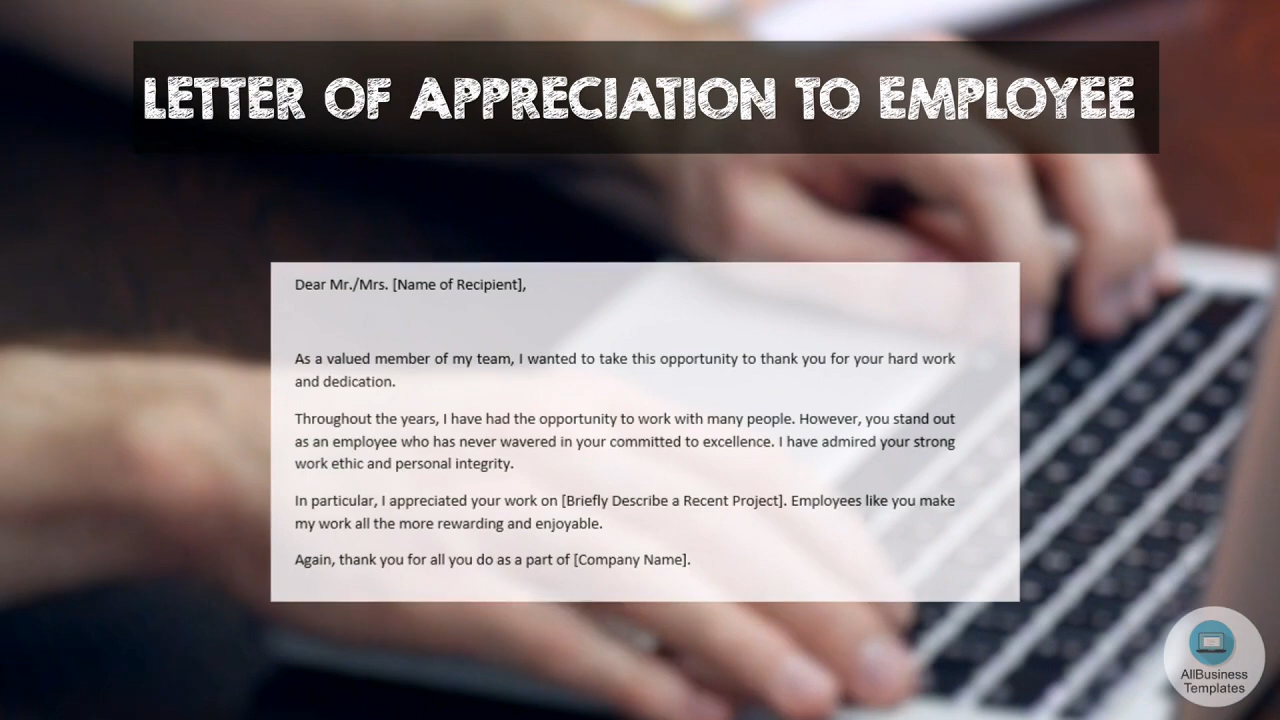 LETTER OF APPRECIATION TO EMPLOYEE
Dear Mr./Mrs. [Name of Recipient],
As a valued member of my team, I wanted to take this opportunity to thank you for your hard work
and dedication.
Throughout the years, I have had the opportunity to work with many people. However, you stand out
as an employee who has never wavered in your committed to excellence. I have admired your strong
work ethic and personal integrity.
In particular, I appreciated your work on [Briefly Describe a Recent Project]. Employees like you make
my work all the more rewarding and enjoyable.
Again, thank you for all you do as a part of [Company Name].
AllBusiness
Templates